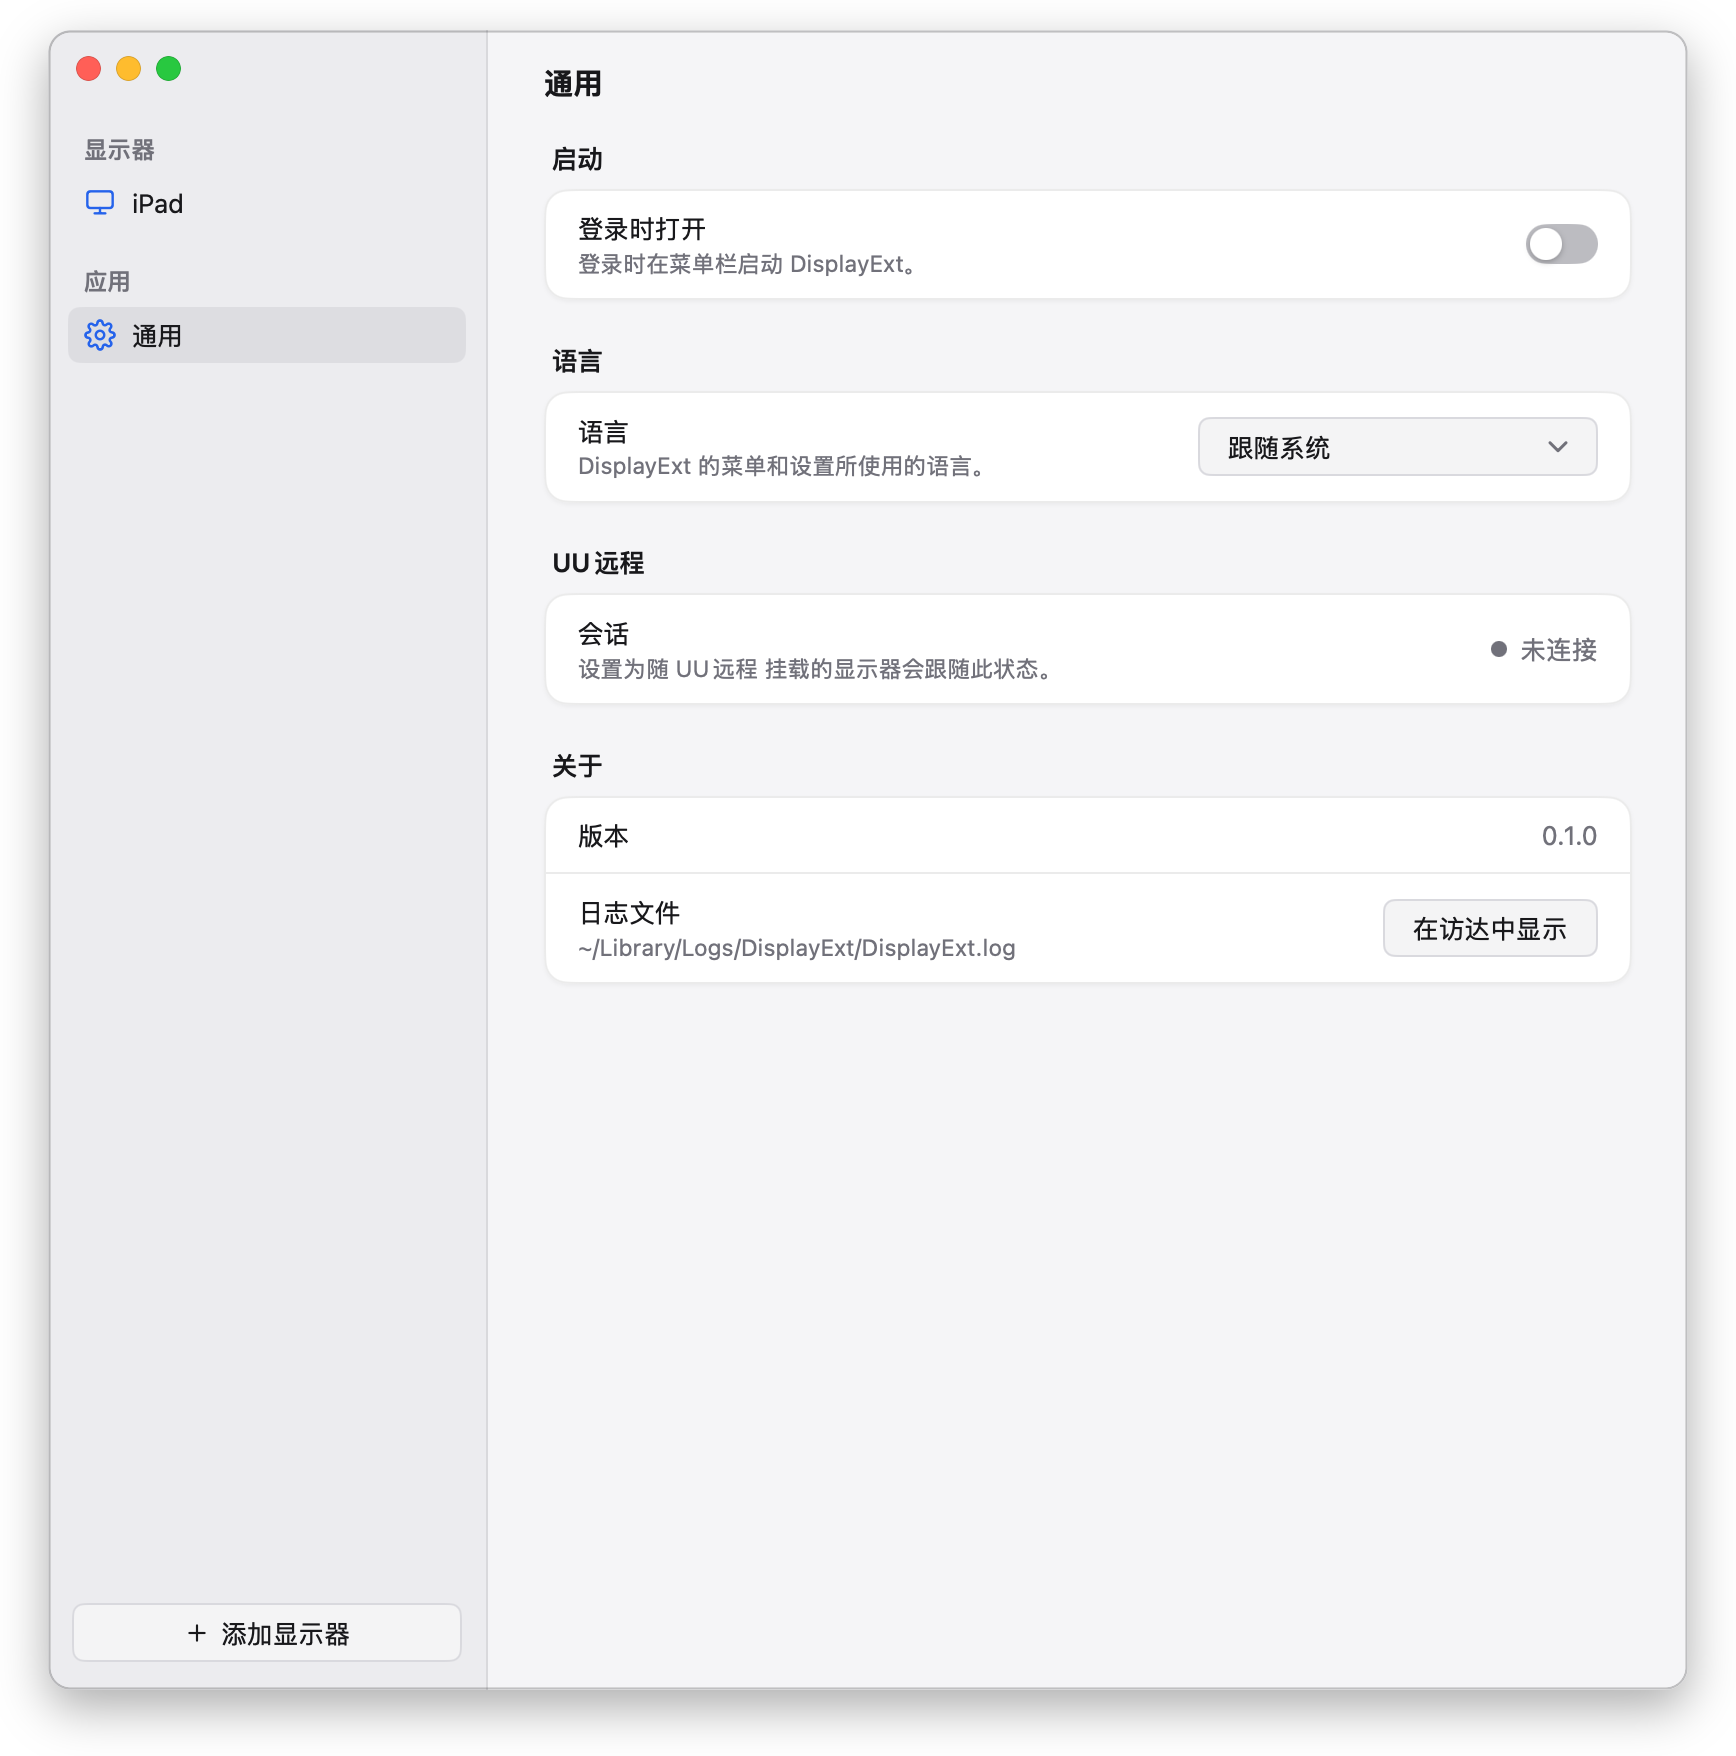 显示器
iPad
应用
通用
+ 添加显示器
通用
启动
登录时打开
登录时在菜单栏启动 DisplayExt。
语言
语言
DisplayExt 的菜单和设置所使用的语言。
跟随系统
UU远程
会话
设置为随 UU远程 挂载的显示器会跟随此状态。
未连接
关于
版本
0.1.0
日志文件
~/Library/Logs/DisplayExt/DisplayExt.log
在访达中显示